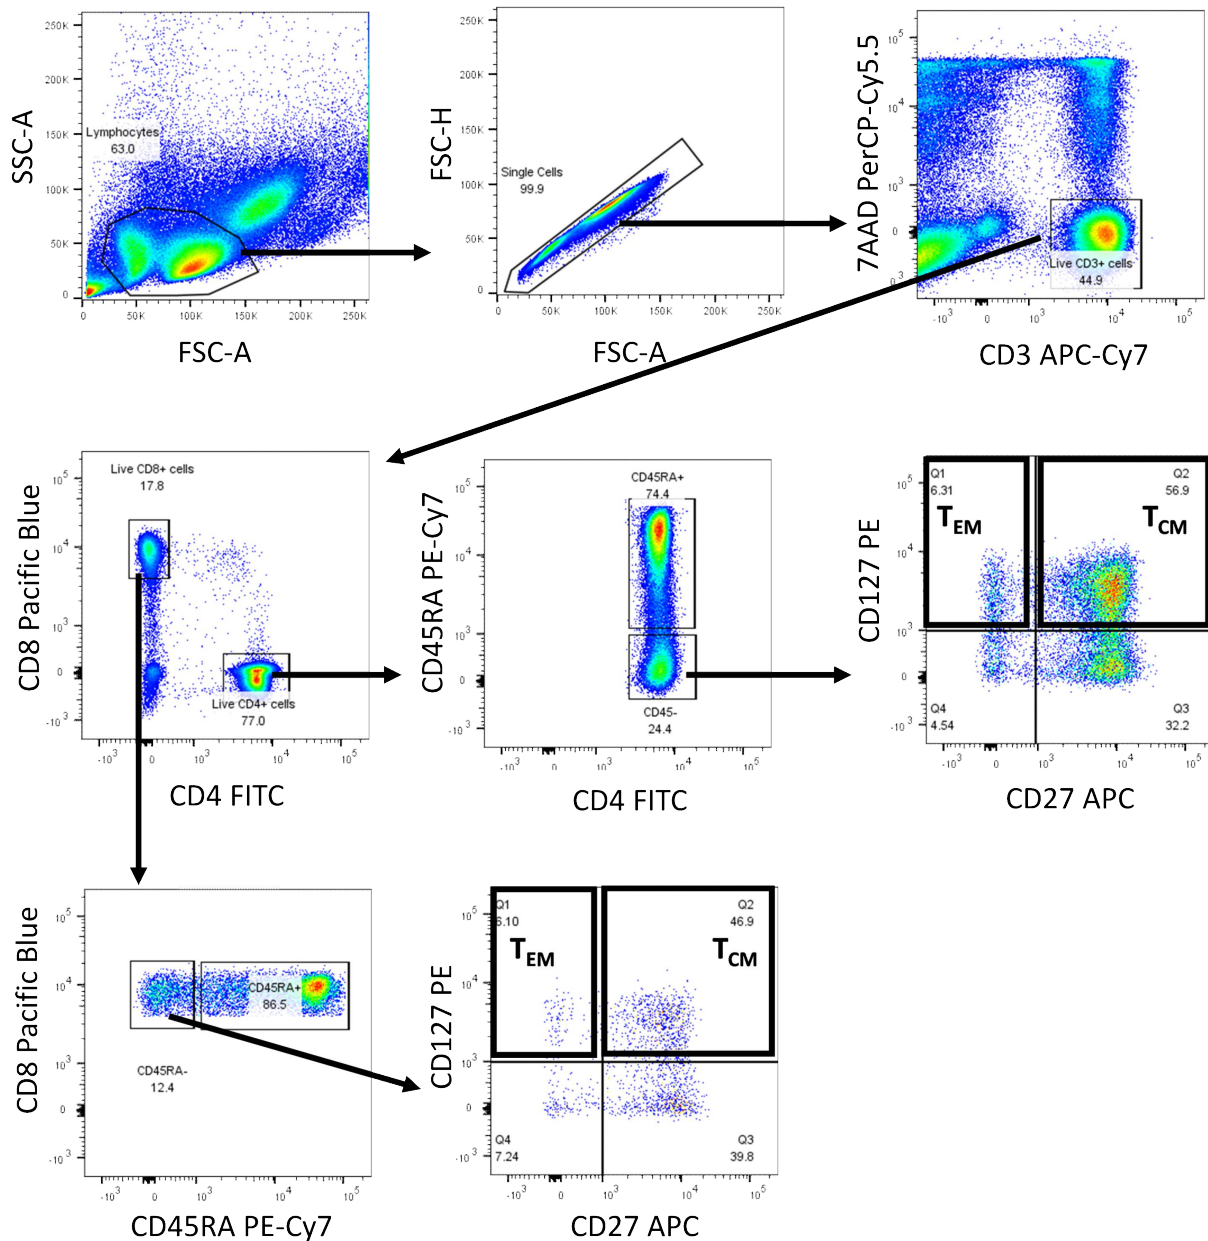 SSC-A
250K
200K
150K
100K
50K
0
Lymphocytes
63.0
0
50K
100K
150K
200K
250K
FSC-A
FSC-H
250K
200K
150K
100K
50K
0
Single Cells
99.9
0
50K
100K
150K
200K
250K
FSC-A
7AAD PerCP-Cy5.5
10^5
10^4
10^3
0
Live CD3+ cells
44.9
-10^3
0
10^3
10^4
10^5
CD3 APC-Cy7
CD8 Pacific Blue
10^5
10^4
10^3
0
-10^3
Live CD8+ cells
17.8
Live CD4+ cells
77.0
-10^3
0
10^3
10^4
10^5
CD4 FITC
CD45RA PE-Cy7
10^5
10^4
10^3
0
-10^3
CD45RA+
74.4
CD45-
24.4
-10^3
0
10^3
10^4
10^5
CD4 FITC
CD127 PE
10^5
10^4
10^3
0
-10^3
Q1
6.31
TEM
Q2
56.9
TCM
Q4
4.54
Q3
32.2
-10^3
0
10^3
10^4
10^5
CD27 APC
CD8 Pacific Blue
10^5
10^4
10^3
0
-10^3
CD45RA+
86.5
CD45RA-
12.4
-10^3
0
10^3
10^4
10^5
CD45RA PE-Cy7
CD127 PE
10^5
10^4
10^3
0
-10^3
Q1
6.10
TEM
Q2
46.9
TCM
Q4
7.24
Q3
39.8
-10^3
0
10^3
10^4
10^5
CD27 APC